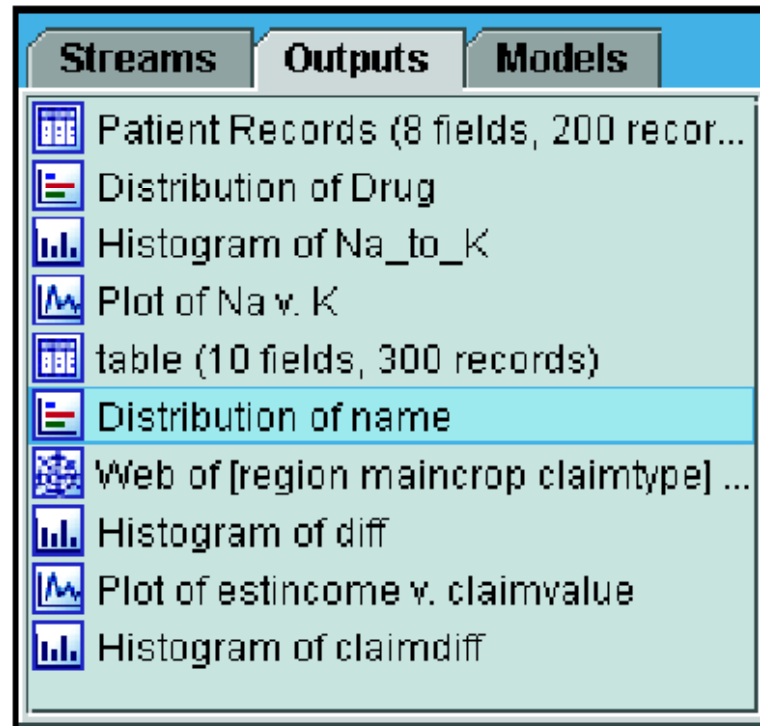 Streams Outputs Models
Patient Records (8 fields, 200 recor...
Distribution of Drug
Histogram of Na_to_K
Plot of Na v. K
table (10 fields, 300 records)
Distribution of name
Web of [region maincrop claimtype] ...
Histogram of diff
Plot of estincome v. claimvalue
Histogram of claimdiff